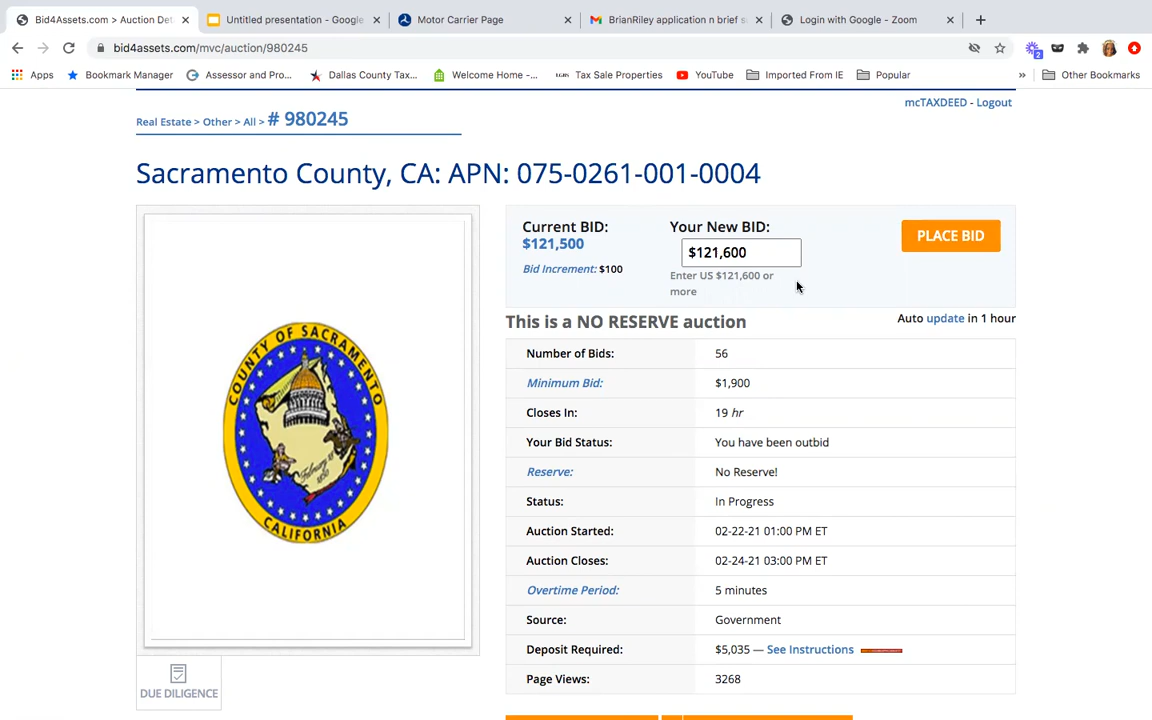 Bid4Assets.com > Auction Det
Untitled presentation - Google
Motor Carrier Page
BrianRiley application n brief s
Login with Google - Zoom
bid4assets.com/mvc/auction/980245
2
Apps
Bookmark Manager
Assessor and Pro...
Dallas County Tax...
Welcome Home -...
Tax Sale Properties
YouTube
Imported From IE
Popular
»
Other Bookmarks
mcTAXDEED - Logout
Real Estate > Other > All > # 980245
Sacramento County, CA: APN: 075-0261-001-0004
Current BID:
$121,500
Bid Increment: $100
Your New BID:
$121,600
Enter US $121,600 or
more
PLACE BID
This is a NO RESERVE auction
Auto update in 1 hour
Number of Bids: 56
Minimum Bid: $1,900
Closes In: 19 hr
Your Bid Status: You have been outbid
Reserve: No Reserve!
Status: In Progress
Auction Started: 02-22-21 01:00 PM ET
Auction Closes: 02-24-21 03:00 PM ET
Overtime Period: 5 minutes
Source: Government
Deposit Required: $5,035 — See Instructions
Page Views: 3268
COUNTY OF SACRAMENTO
February 18
1850
CALIFORNIA
DUE DILIGENCE